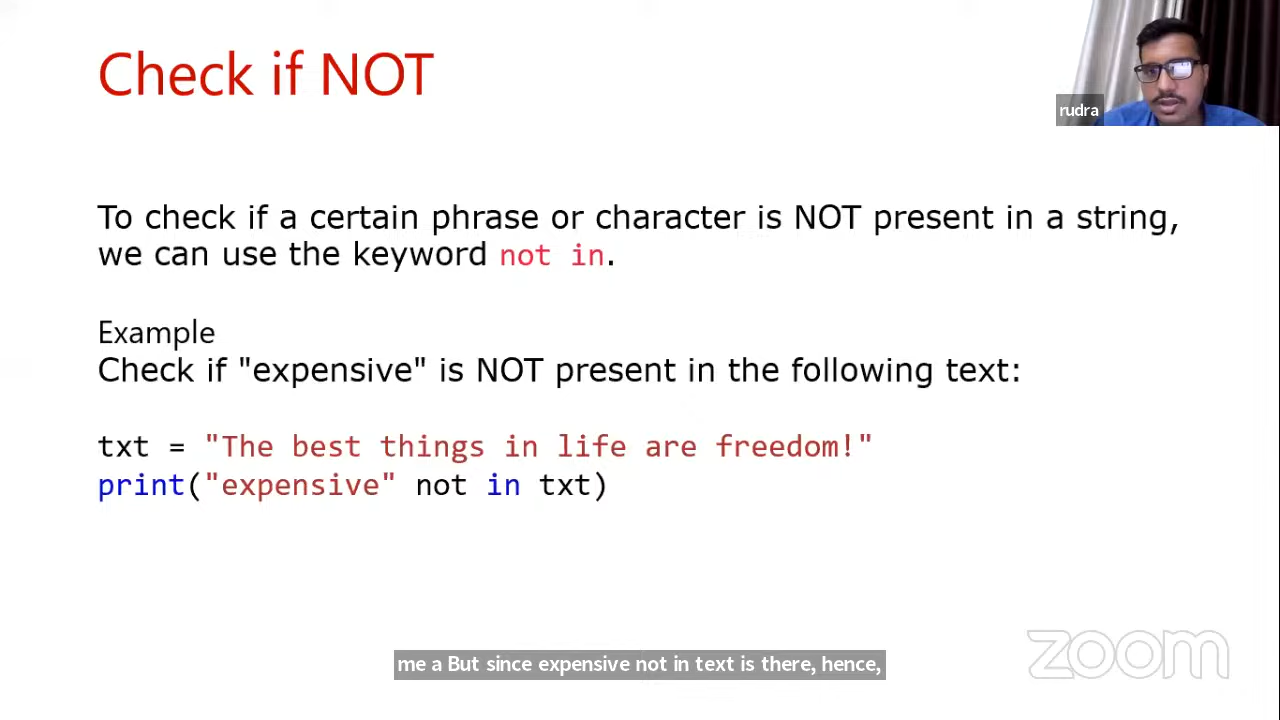 Check if NOT
rudra
To check if a certain phrase or character is NOT present in a string,
we can use the keyword not in.
Example
Check if "expensive" is NOT present in the following text:
txt = "The best things in life are freedom!"
print("expensive" not in txt)
zoom
me a But since expensive not in text is there, hence,